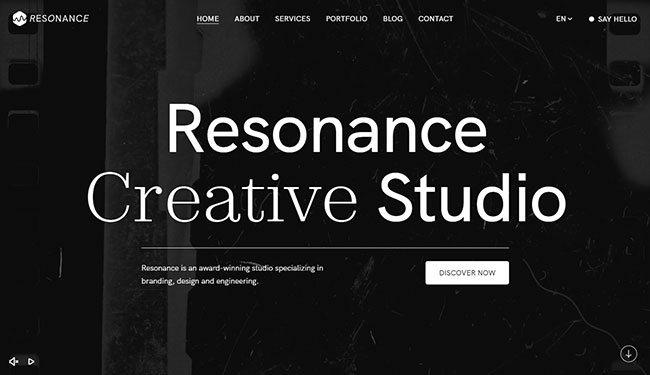 RESONANCE
HOME ABOUT SERVICES PORTFOLIO BLOG CONTACT
EN
SAY HELLO
Resonance
Creative Studio
Resonance is an award-winning studio specializing in
branding, design and engineering.
DISCOVER NOW